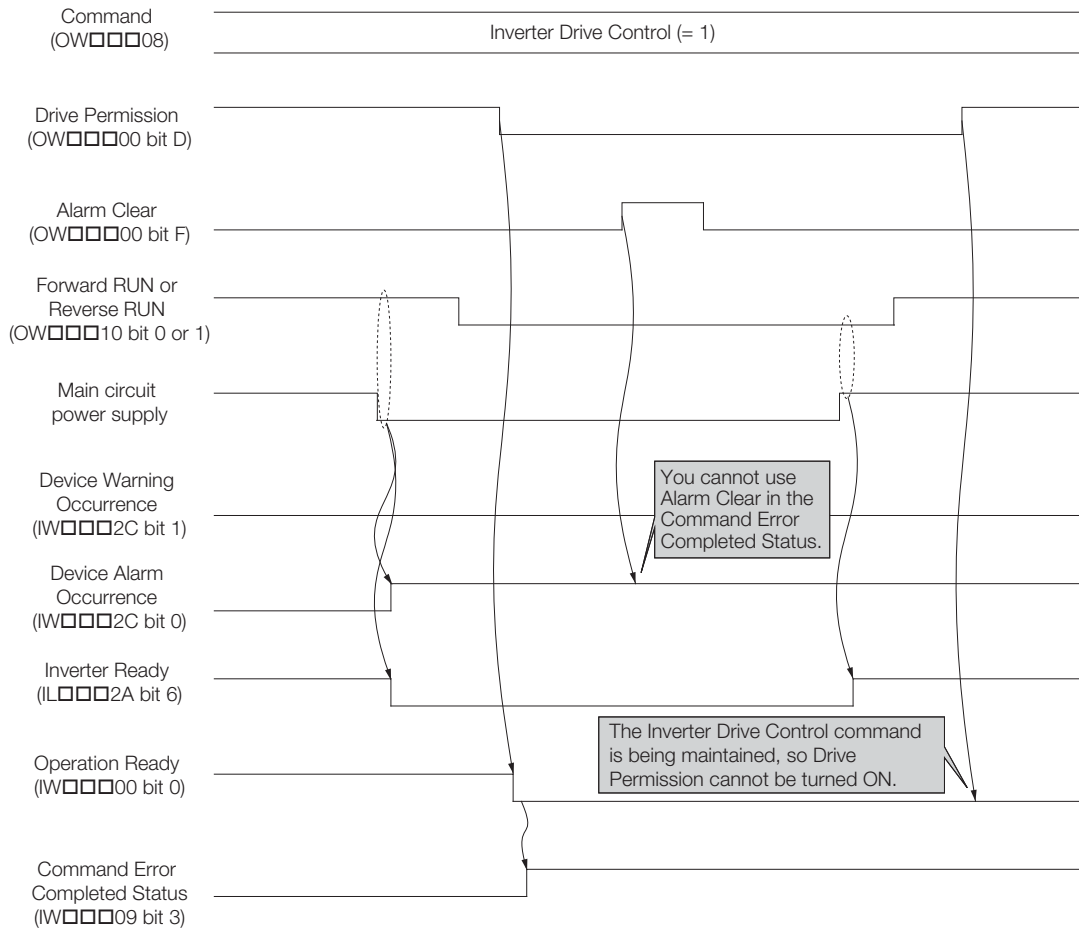 Command
(OW□□□08)
Inverter Drive Control (= 1)
Drive Permission
(OW□□□00 bit D)
Alarm Clear
(OW□□□00 bit F)
Forward RUN or
Reverse RUN
(OW□□□10 bit 0 or 1)
Main circuit
power supply
Device Warning
Occurrence
(IW□□□2C bit 1)
You cannot use
Alarm Clear in the
Command Error
Completed Status.
Device Alarm
Occurrence
(IW□□□2C bit 0)
Inverter Ready
(IL□□□2A bit 6)
The Inverter Drive Control command
is being maintained, so Drive
Permission cannot be turned ON.
Operation Ready
(IW□□□00 bit 0)
Command Error
Completed Status
(IW□□□09 bit 3)